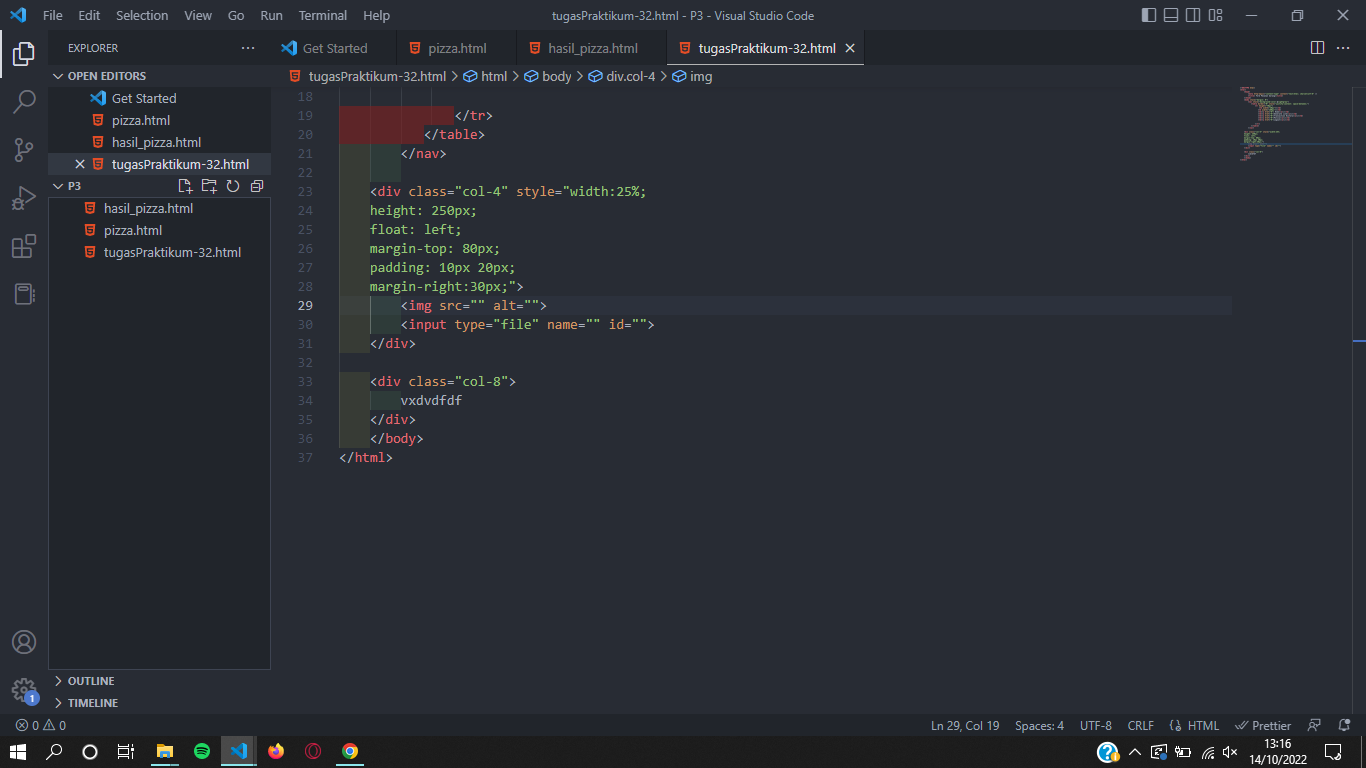 File Edit Selection View Go Run Terminal Help
tugasPraktikum-32.html - P3 - Visual Studio Code
EXPLORER
Get Started
pizza.html
hasil_pizza.html
tugasPraktikum-32.html
OPEN EDITORS
Get Started
pizza.html
hasil_pizza.html
tugasPraktikum-32.html
P3
hasil_pizza.html
pizza.html
tugasPraktikum-32.html
tugasPraktikum-32.html > html > body > div.col-4 > img
18
19 </tr>
20 </table>
21 </nav>
22
23 <div class="col-4" style="width:25%;
24 height: 250px;
25 float: left;
26 margin-top: 80px;
27 padding: 10px 20px;
28 margin-right:30px;">
29 <img src="" alt="">
30 <input type="file" name="" id="">
31 </div>
32
33 <div class="col-8">
34 vxdvdfdf
35 </div>
36 </body>
37 </html>
OUTLINE
TIMELINE
1
0 0
Ln 29, Col 19 Spaces: 4 UTF-8 CRLF HTML Prettier
13:16
14/10/2022